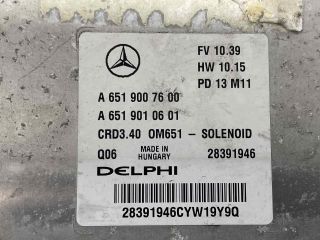 FV 10.39
HW 10.15
PD 13 M11
A 651 900 76 00
A 651 901 06 01
CRD3.40 OM651 - SOLENOID
Q06 MADE IN HUNGARY 28391946
DELPHI
28391946CYW19Y9Q